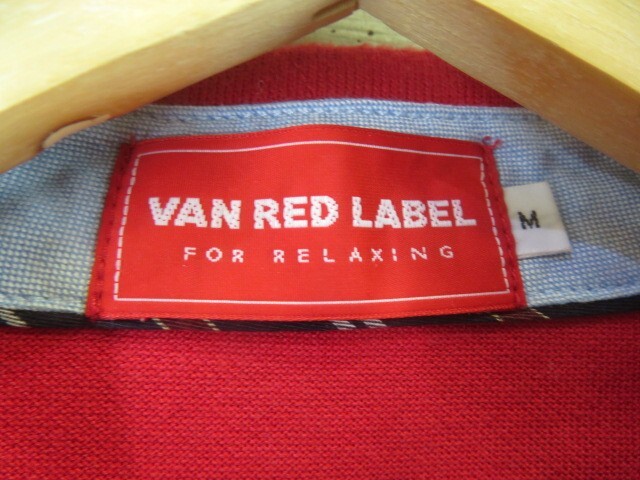 VAN RED LABEL
FOR RELAXING
M